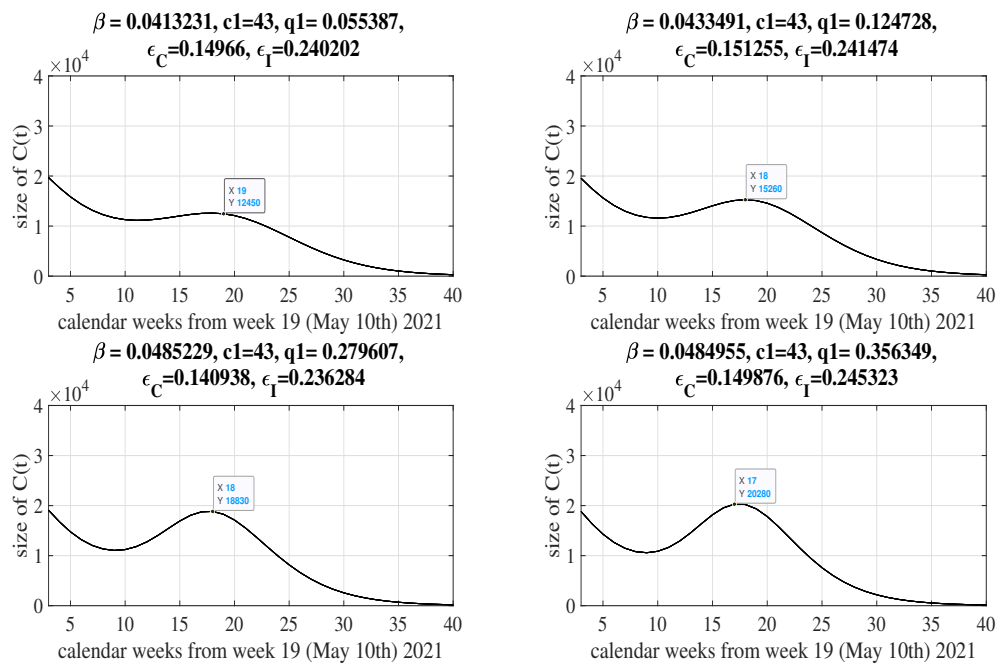 β = 0.0413231, c1=43, q1= 0.055387,
ϵC=0.14966, ϵI=0.240202
×10^4
4
3
2
1
0
size of C(t)
X 19
Y 12450
5 10 15 20 25 30 35 40
calendar weeks from week 19 (May 10th) 2021
β = 0.0433491, c1=43, q1= 0.124728,
ϵC=0.151255, ϵI=0.241474
×10^4
4
3
2
1
0
size of C(t)
X 18
Y 15260
5 10 15 20 25 30 35 40
calendar weeks from week 19 (May 10th) 2021
β = 0.0485229, c1=43, q1= 0.279607,
ϵC=0.140938, ϵI=0.236284
×10^4
4
3
2
1
0
size of C(t)
X 18
Y 18830
5 10 15 20 25 30 35 40
calendar weeks from week 19 (May 10th) 2021
β = 0.0484955, c1=43, q1= 0.356349,
ϵC=0.149876, ϵI=0.245323
×10^4
4
3
2
1
0
size of C(t)
X 17
Y 20280
5 10 15 20 25 30 35 40
calendar weeks from week 19 (May 10th) 2021